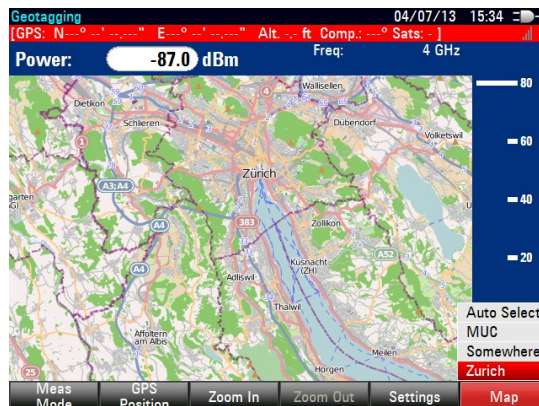 Geotagging 04/07/13 15:34
[GPS: N---° --' --.---" E---° --' --.---" Alt. -.- ft Comp.: ---° Sats: - ]
Power: -87.0 dBm Freq: 4 GHz
80
60
40
20
Wallisellen
Dietikon
Schlieren
Dübendorf
Volketswil
4
1
Zürich
A3;A4
A4
383
Zollikon
A52
Küsnacht
(ZH)
A4
Adliswil
Thalwil
Affoltern
am Albis
Meilen
Horgen
25
Auto Select
MUC
Somewhere
Zurich
Meas
Mode
GPS
Position
Zoom In
Zoom Out
Settings
Map